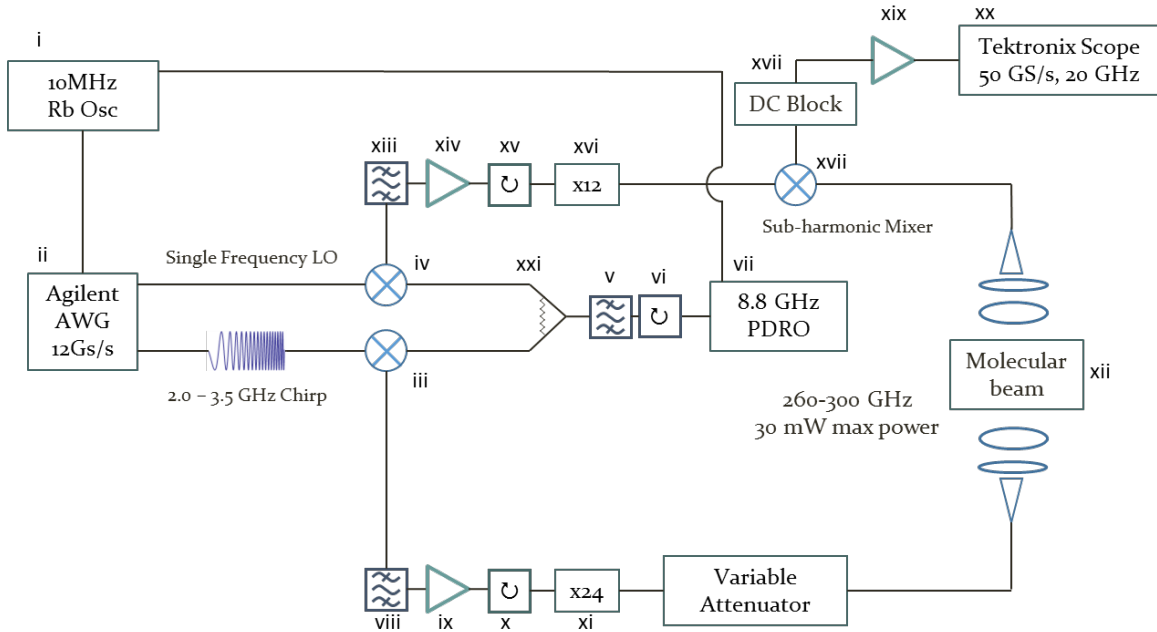 i
10MHz
Rb Osc
xix
xx
Tektronix Scope
50 GS/s, 20 GHz
xvii
DC Block
xiii
xiv
xv
xvi
x12
xvii
Sub-harmonic Mixer
ii
Single Frequency LO
iv
xxi
v
vi
vii
Agilent
AWG
12Gs/s
8.8 GHz
PDRO
iii
2.0 – 3.5 GHz Chirp
Molecular
beam
xii
260-300 GHz
30 mW max power
viii
ix
x
x24
xi
Variable
Attenuator